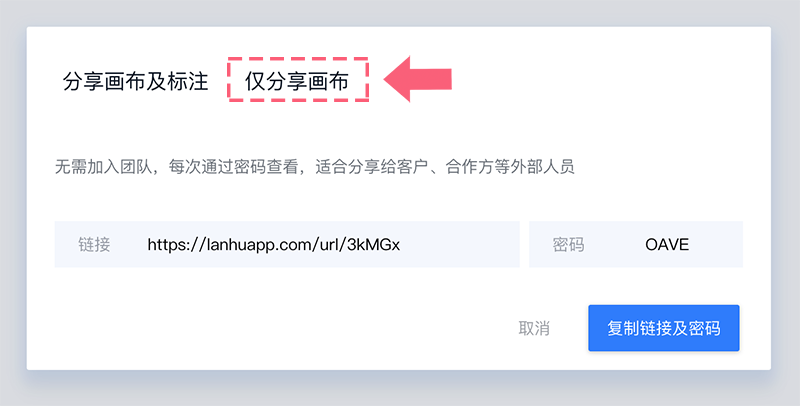 分享画布及标注 仅分享画布
无需加入团队，每次通过密码查看，适合分享给客户、合作方等外部人员
链接 https://lanhuapp.com/url/3kMGx 密码 OAVE
取消 复制链接及密码